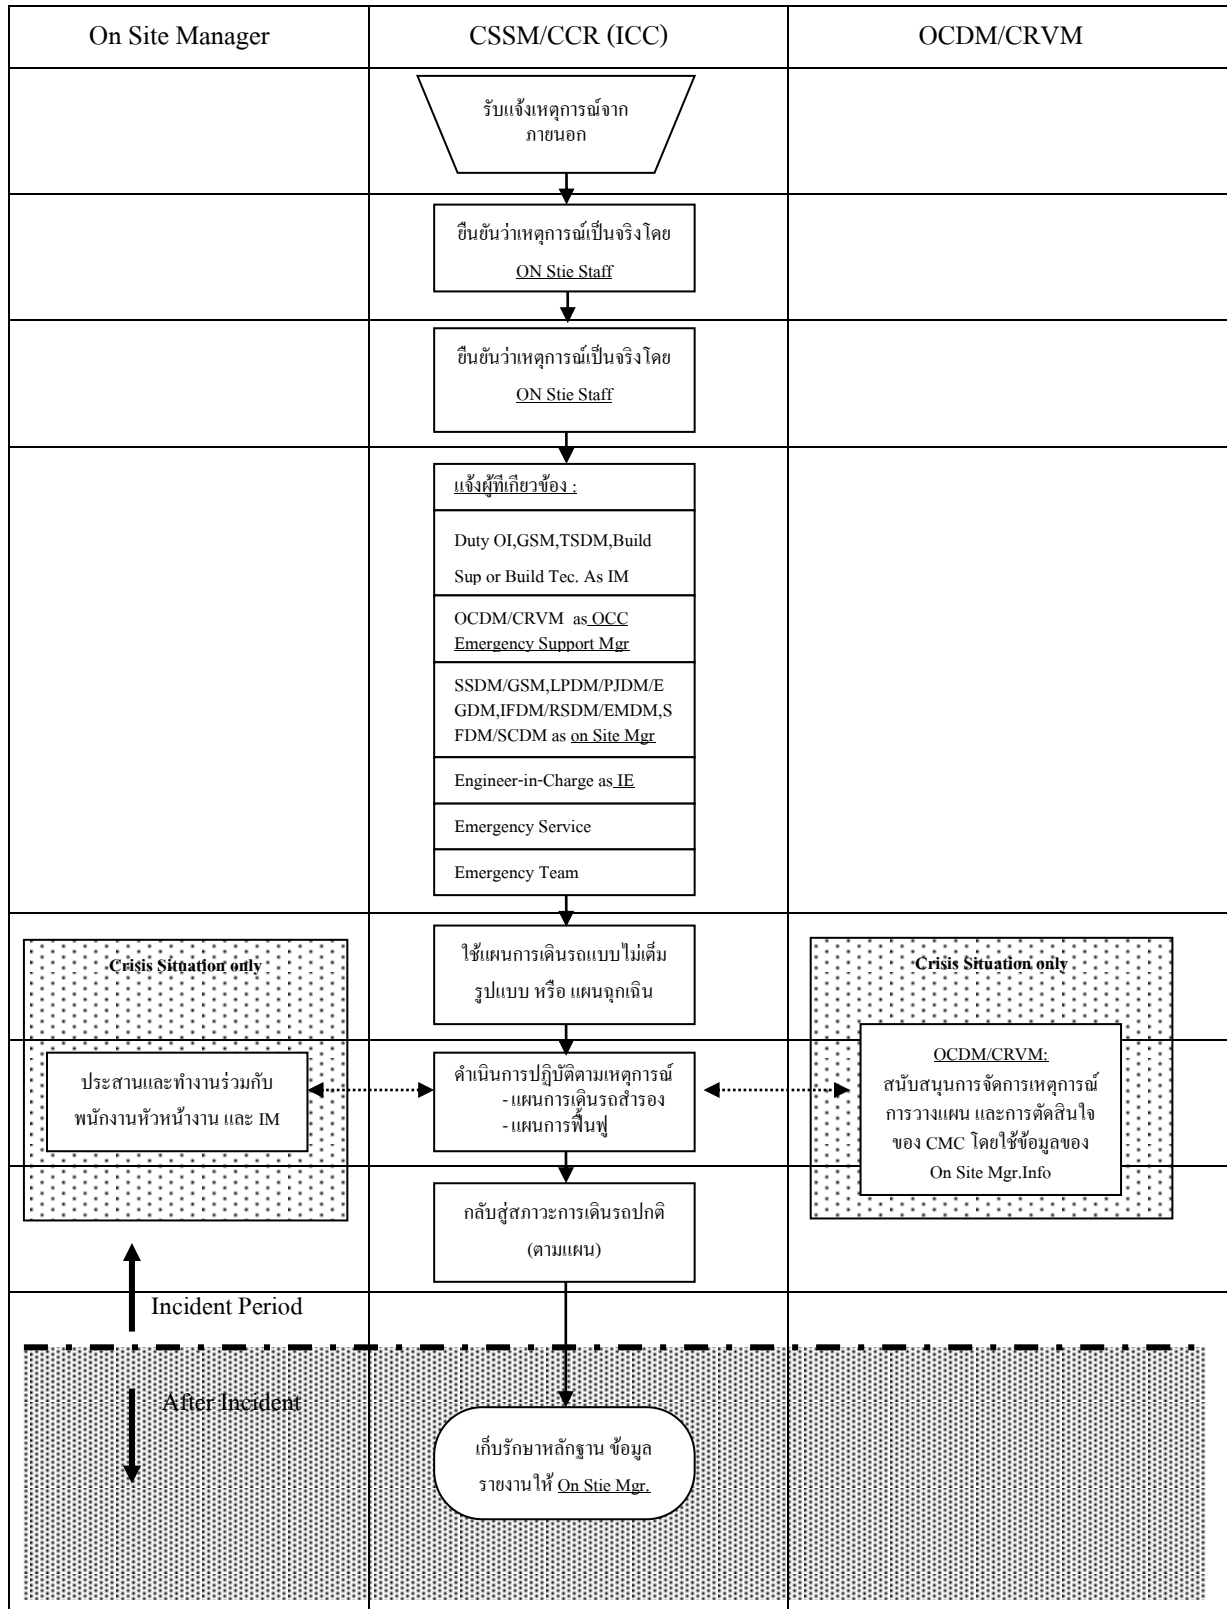 On Site Manager
CSSM/CCR (ICC)
OCDM/CRVM
รับแจ้งเหตุการณ์จาก
ภายนอก
ยืนยันว่าเหตุการณ์เป็นจริงโดย
ON Stie Staff
ยืนยันว่าเหตุการณ์เป็นจริงโดย
ON Stie Staff
แจ้งผู้ที่เกียวข้อง :
Duty OI,GSM,TSDM,Build
Sup or Build Tec. As IM
OCDM/CRVM as OCC
Emergency Support Mgr
SSDM/GSM,LPDM/PJDM/E
GDM,IFDM/RSDM/EMDM,S
FDM/SCDM as on Site Mgr
Engineer-in-Charge as IE
Emergency Service
Emergency Team
ใช้แผนการเดินรถแบบไม่เต็ม
รูปแบบ หรือ แผนฉุกเฉิน
Crisis Situation only
ประสานและทำงานร่วมกับ
พนักงานหัวหน้างาน และ IM
ดำเนินการปฏิบัติตามเหตุการณ์
- แผนการเดินรถสำรอง
- แผนการฟื้นฟู
Crisis Situation only
OCDM/CRVM:
สนับสนุนการจัดการเหตุการณ์
การวางแผน และการตัดสินใจ
ของ CMC โดยใช้ข้อมูลของ
On Site Mgr.Info
กลับสู่สภาวะการเดินรถปกติ
(ตามแผน)
Incident Period
After Incident
เก็บรักษาหลักฐาน ข้อมูล
รายงานให้ On Stie Mgr.